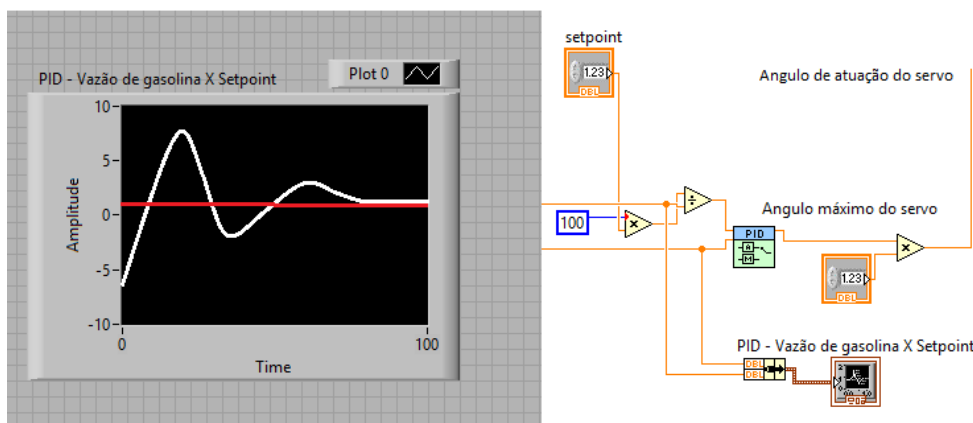 PID - Vazão de gasolina X Setpoint
Plot 0
10
5
0
-5
-10
Amplitude
0
100
Time
setpoint
1.23
DBL
Angulo de atuação do servo
100
PID
A
M
Angulo máximo do servo
1.23
DBL
PID - Vazão de gasolina X Setpoint
DBL
DBL